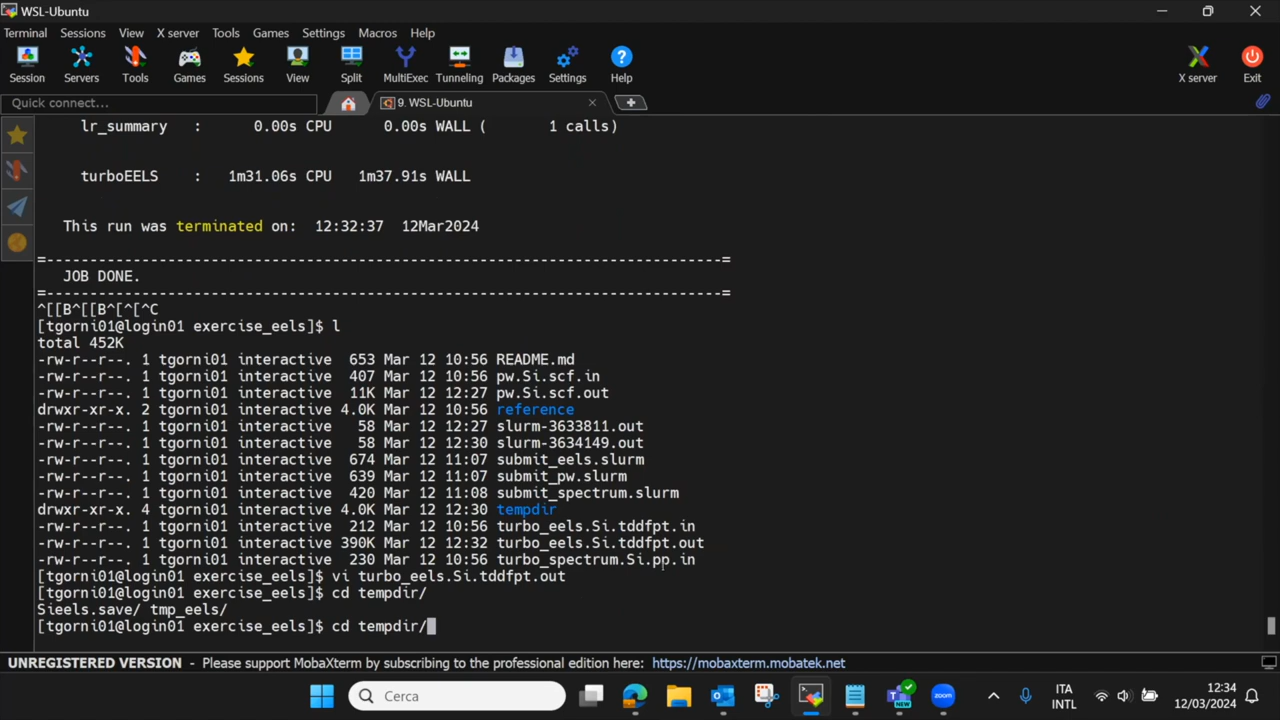 WSL-Ubuntu
Terminal Sessions View X server Tools Games Settings Macros Help
Session Servers Tools Games Sessions View Split MultiExec Tunneling Packages Settings Help X server Exit
Quick connect...
9. WSL-Ubuntu
lr_summary : 0.00s CPU 0.00s WALL ( 1 calls)
turboEELS : 1m31.06s CPU 1m37.91s WALL
This run was terminated on: 12:32:37 12Mar2024
=------------------------------------------------------------------------------=
JOB DONE.
=------------------------------------------------------------------------------=
^[[B^[[B^[^[^C
[tgorni01@login01 exercise_eels]$ l
total 452K
-rw-r--r--. 1 tgorni01 interactive 653 Mar 12 10:56 README.md
-rw-r--r--. 1 tgorni01 interactive 407 Mar 12 10:56 pw.Si.scf.in
-rw-r--r--. 1 tgorni01 interactive 11K Mar 12 12:27 pw.Si.scf.out
drwxr-xr-x. 2 tgorni01 interactive 4.0K Mar 12 10:56 reference
-rw-r--r--. 1 tgorni01 interactive 58 Mar 12 12:27 slurm-3633811.out
-rw-r--r--. 1 tgorni01 interactive 58 Mar 12 12:30 slurm-3634149.out
-rw-r--r--. 1 tgorni01 interactive 674 Mar 12 11:07 submit_eels.slurm
-rw-r--r--. 1 tgorni01 interactive 639 Mar 12 11:07 submit_pw.slurm
-rw-r--r--. 1 tgorni01 interactive 420 Mar 12 11:08 submit_spectrum.slurm
drwxr-xr-x. 4 tgorni01 interactive 4.0K Mar 12 12:30 tempdir
-rw-r--r--. 1 tgorni01 interactive 212 Mar 12 10:56 turbo_eels.Si.tddfpt.in
-rw-r--r--. 1 tgorni01 interactive 390K Mar 12 12:32 turbo_eels.Si.tddfpt.out
-rw-r--r--. 1 tgorni01 interactive 230 Mar 12 10:56 turbo_spectrum.Si.pp.in
[tgorni01@login01 exercise_eels]$ vi turbo_eels.Si.tddfpt.out
[tgorni01@login01 exercise_eels]$ cd tempdir/
Sieels.save/ tmp_eels/
[tgorni01@login01 exercise_eels]$ cd tempdir/
UNREGISTERED VERSION - Please support MobaXterm by subscribing to the professional edition here: https://mobaxterm.mobatek.net
Cerca
zoom
NEW
ITA
INTL
12:34
12/03/2024